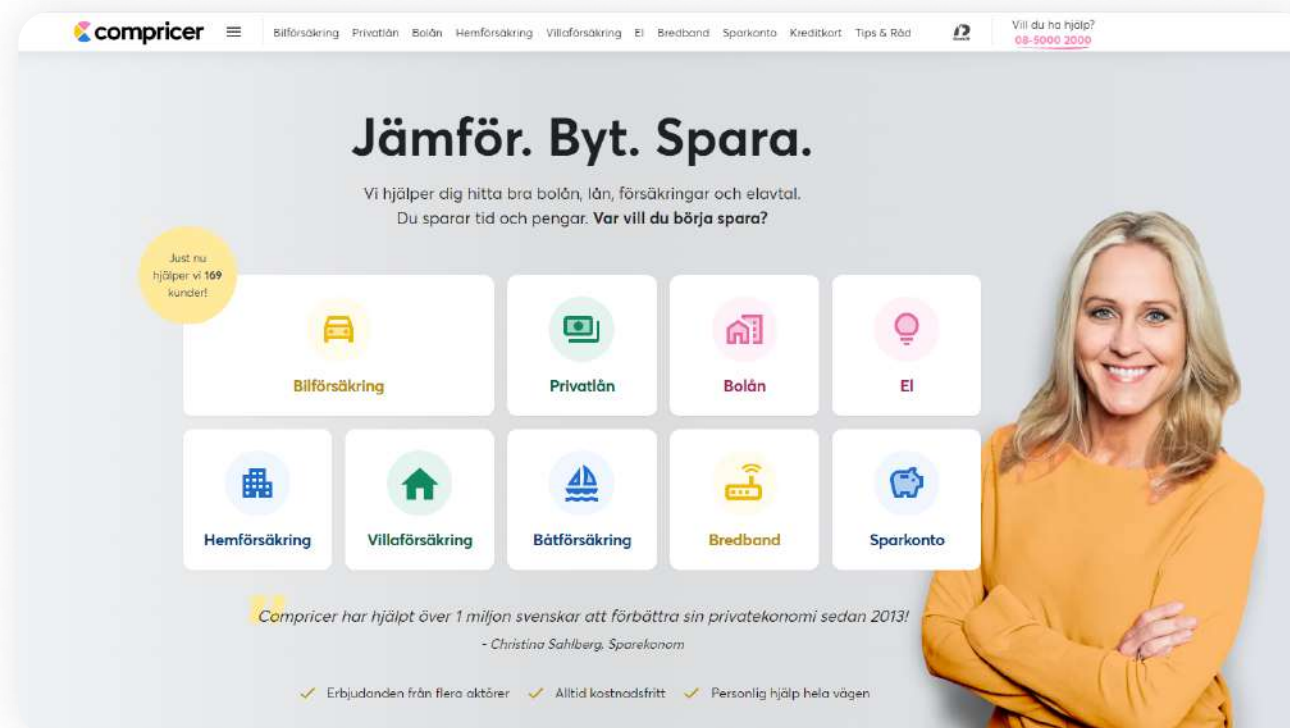 compricer
Bilförsäkring Privatlån Bolån Hemförsäkring Villaförsäkring El Bredband Sparkonto Kreditkort Tips & Råd
Vill du ha hjälp?
08-5000 2000
Jämför. Byt. Spara.
Vi hjälper dig hitta bra bolån, lån, försäkringar och elavtal.
Du sparar tid och pengar. Var vill du börja spara?
Just nu
hjälper vi 169
kunder!
Bilförsäkring
Privatlån
Bolån
El
Hemförsäkring
Villaförsäkring
Båtförsäkring
Bredband
Sparkonto
"Compricer har hjälpt över 1 miljon svenskar att förbättra sin privatekonomi sedan 2013!
- Christina Sahlberg, Sparekonom
Erbjudanden från flera aktörer Alltid kostnadsfritt Personlig hjälp hela vägen